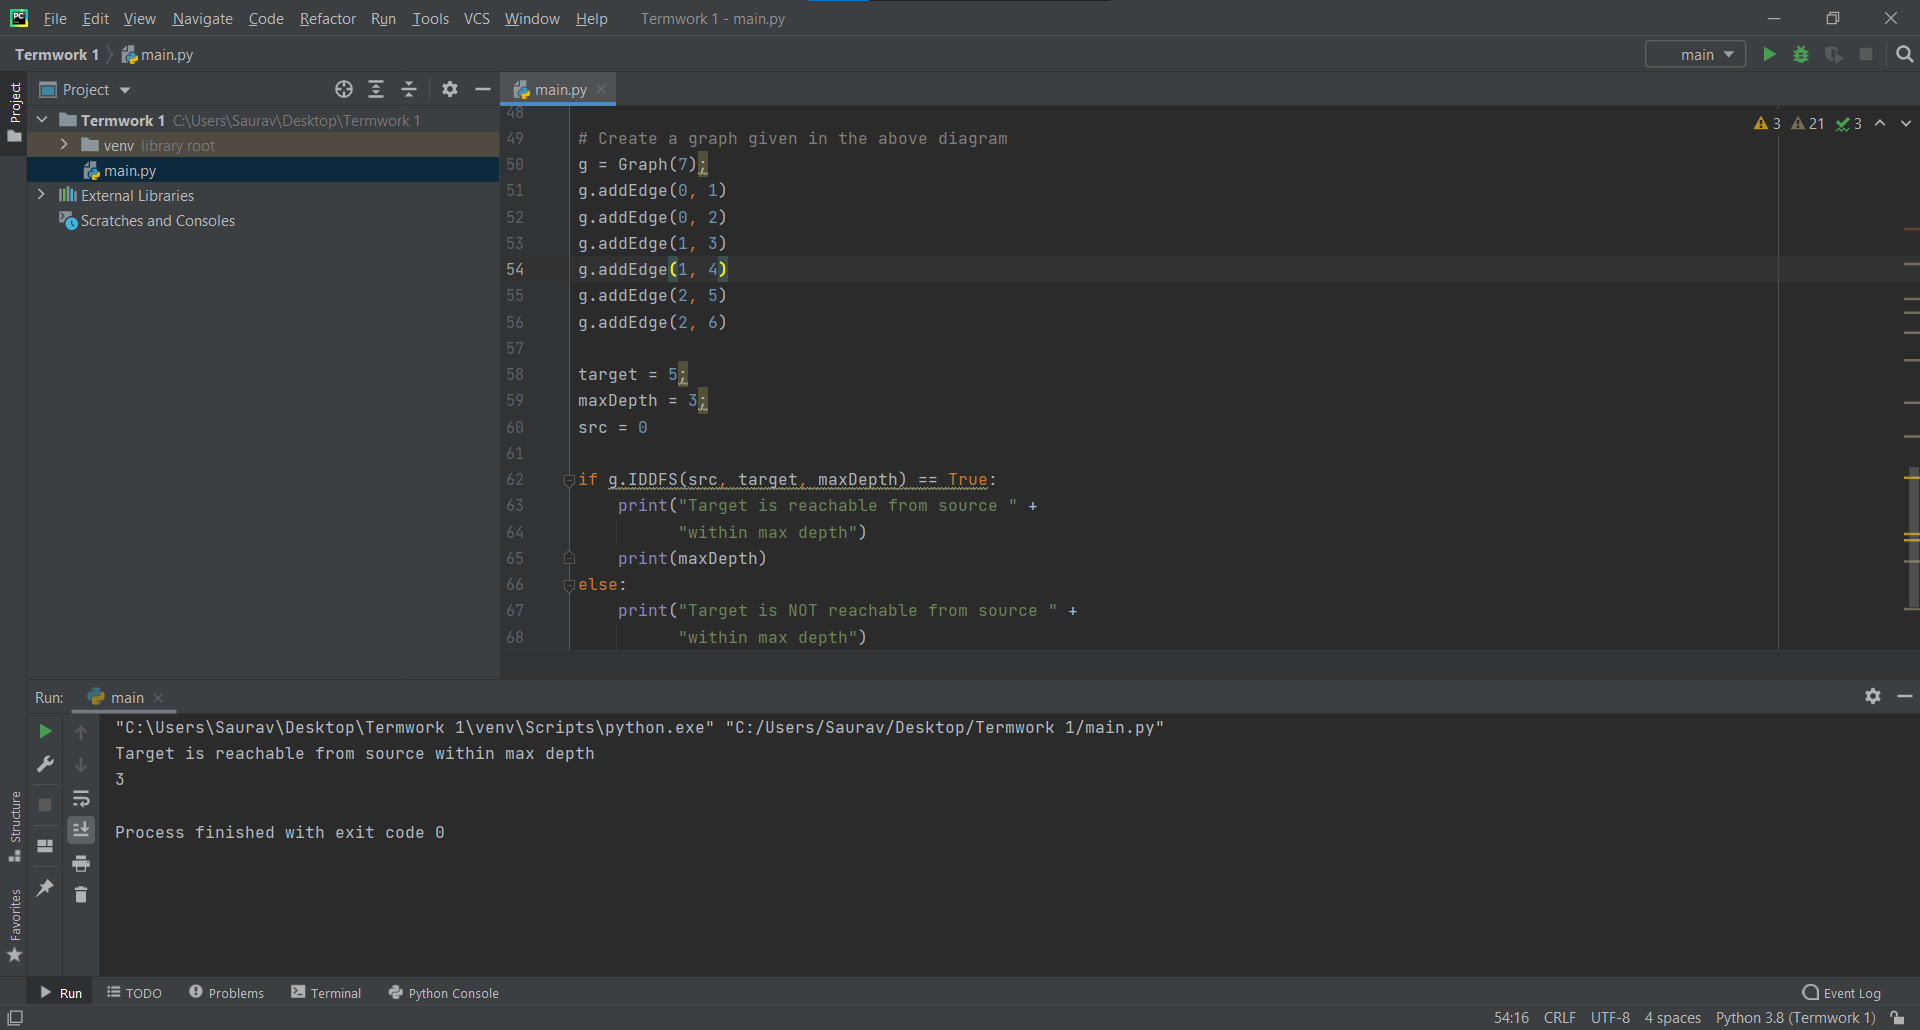 PC File Edit View Navigate Code Refactor Run Tools VCS Window Help Termwork 1 - main.py
Termwork 1 main.py main
Project
Project main.py
Termwork 1 C:\Users\Saurav\Desktop\Termwork 1
venv library root
main.py
External Libraries
Scratches and Consoles
3 21 3
48
49 # Create a graph given in the above diagram
50 g = Graph(7);
51 g.addEdge(0, 1)
52 g.addEdge(0, 2)
53 g.addEdge(1, 3)
54 g.addEdge(1, 4)
55 g.addEdge(2, 5)
56 g.addEdge(2, 6)
57
58 target = 5;
59 maxDepth = 3;
60 src = 0
61
62 if g.IDDFS(src, target, maxDepth) == True:
63 print("Target is reachable from source " +
64 "within max depth")
65 print(maxDepth)
66 else:
67 print("Target is NOT reachable from source " +
68 "within max depth")
Run: main
"C:\Users\Saurav\Desktop\Termwork 1\venv\Scripts\python.exe" "C:/Users/Saurav/Desktop/Termwork 1/main.py"
Target is reachable from source within max depth
3
Process finished with exit code 0
Structure
Favorites
Run TODO Problems Terminal Python Console Event Log
54:16 CRLF UTF-8 4 spaces Python 3.8 (Termwork 1)